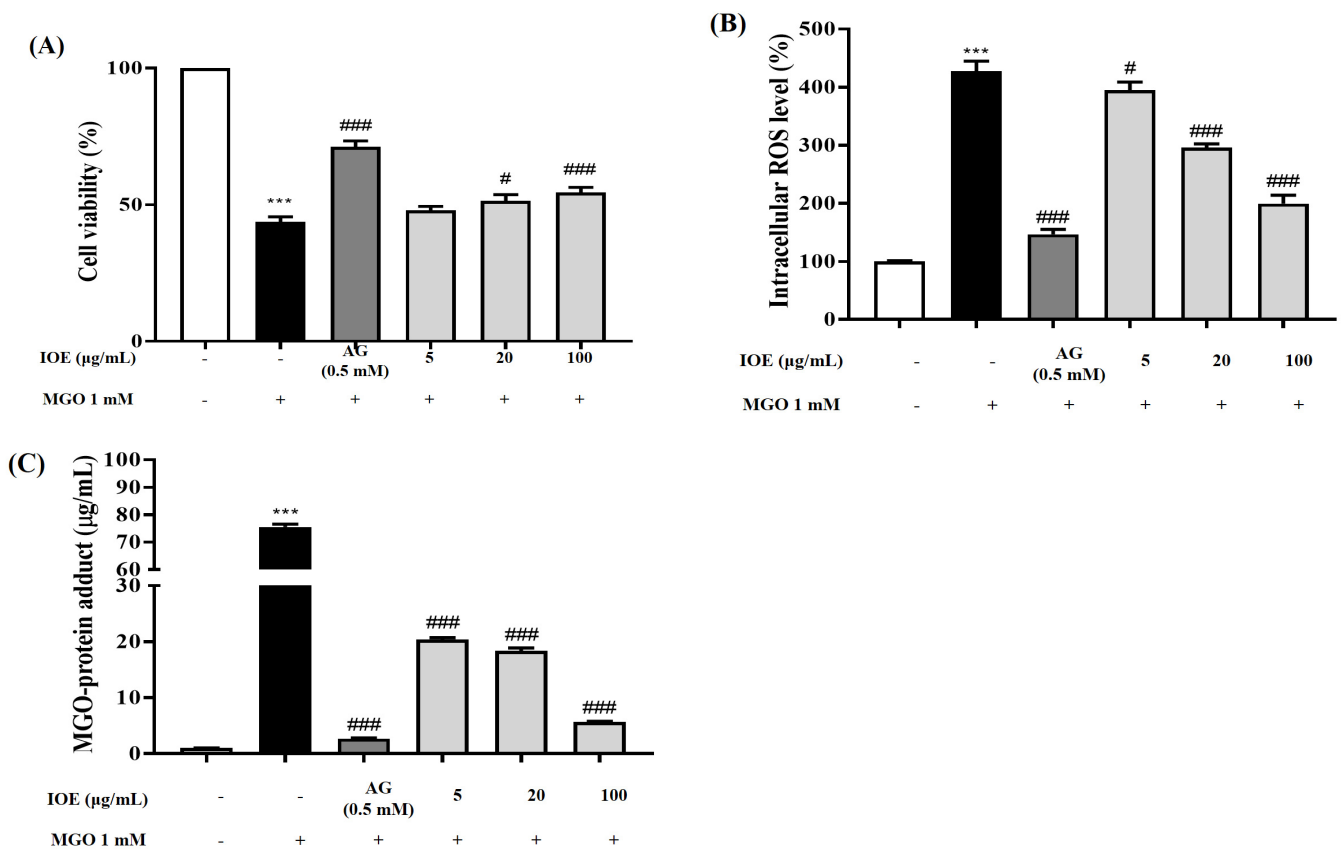 (A)
Cell viability (%)
100
50
0
***
###
#
###
IOE (µg/mL) - - AG (0.5 mM) 5 20 100
MGO 1 mM - + + + + +
(B)
Intracellular ROS level (%)
500
400
300
200
100
0
***
###
#
###
###
IOE (µg/mL) - - AG (0.5 mM) 5 20 100
MGO 1 mM - + + + + +
(C)
MGO-protein adduct (µg/mL)
100
90
80
70
60
30
20
10
0
***
###
###
###
###
IOE (µg/mL) - - AG (0.5 mM) 5 20 100
MGO 1 mM - + + + + +